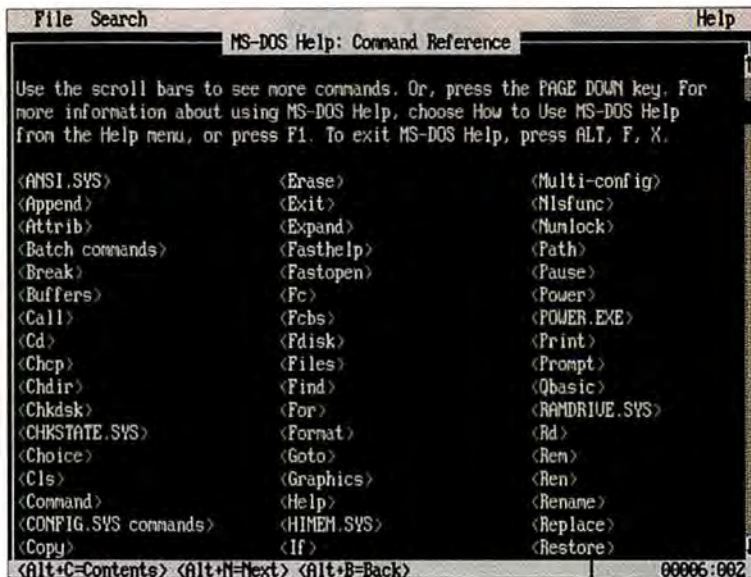 File Search Help
MS-DOS Help: Command Reference
Use the scroll bars to see more commands. Or, press the PAGE DOWN key. For
more information about using MS-DOS Help, choose How to Use MS-DOS Help
from the Help menu, or press F1. To exit MS-DOS Help, press ALT, F, X.
<ANSI.SYS> <Erase> <Multi-config>
<Append> <Exit> <Nlsfunc>
<Attrib> <Expand> <Numlock>
<Batch commands> <Fasthelp> <Path>
<Break> <Fastopen> <Pause>
<Buffers> <Fc> <Power>
<Call> <Fcbs> <POWER.EXE>
<Cd> <Fdisk> <Print>
<Chcp> <Files> <Prompt>
<Chdir> <Find> <Qbasic>
<Chkdsk> <For> <RAMDRIVE.SYS>
<CHKSTATE.SYS> <Format> <Rd>
<Choice> <Goto> <Rem>
<Cls> <Graphics> <Ren>
<Command> <Help> <Rename>
<CONFIG.SYS commands> <HIMEM.SYS> <Replace>
<Copy> <If> <Restore>
<Alt+C=Contents> <Alt+N=Next> <Alt+B=Back> 00006:002